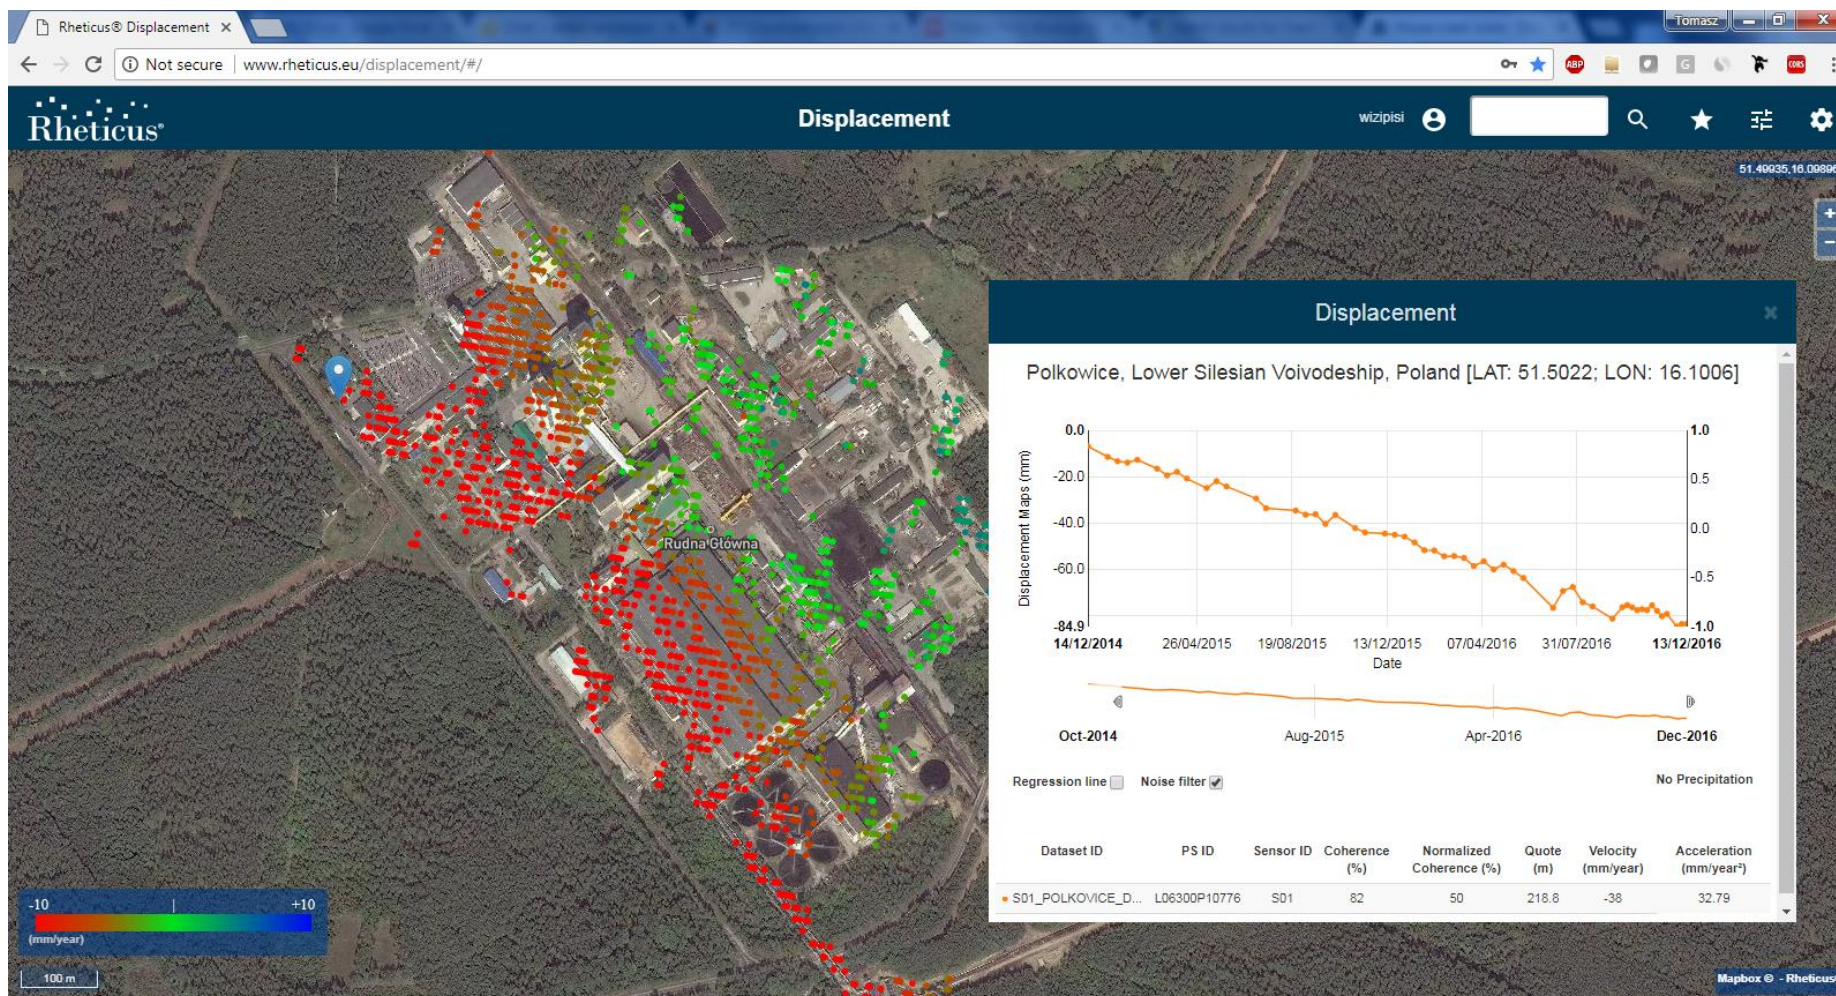 Rheticus® Displacement
Tomasz
Not secure www.rheticus.eu/displacement/#/
ABP
G
CORS
Rheticus®
Displacement
wizipisi
51.49935,16.0989
+
−
Rudna Główna
Displacement
Polkowice, Lower Silesian Voivodeship, Poland [LAT: 51.5022; LON: 16.1006]
Displacement Maps (mm)
0.0
-20.0
-40.0
-60.0
-84.9
1.0
0.5
0.0
-0.5
-1.0
14/12/2014 26/04/2015 19/08/2015 13/12/2015 07/04/2016 31/07/2016 13/12/2016
Date
Oct-2014 Aug-2015 Apr-2016 Dec-2016
Regression line Noise filter No Precipitation
Dataset ID PS ID Sensor ID Coherence (%) Normalized Coherence (%) Quote (m) Velocity (mm/year) Acceleration (mm/year²)
S01_POLKOVICE_D... L06300P10776 S01 82 50 218.8 -38 32.79
-10 | +10
(mm/year)
100 m
Mapbox © - Rheticus